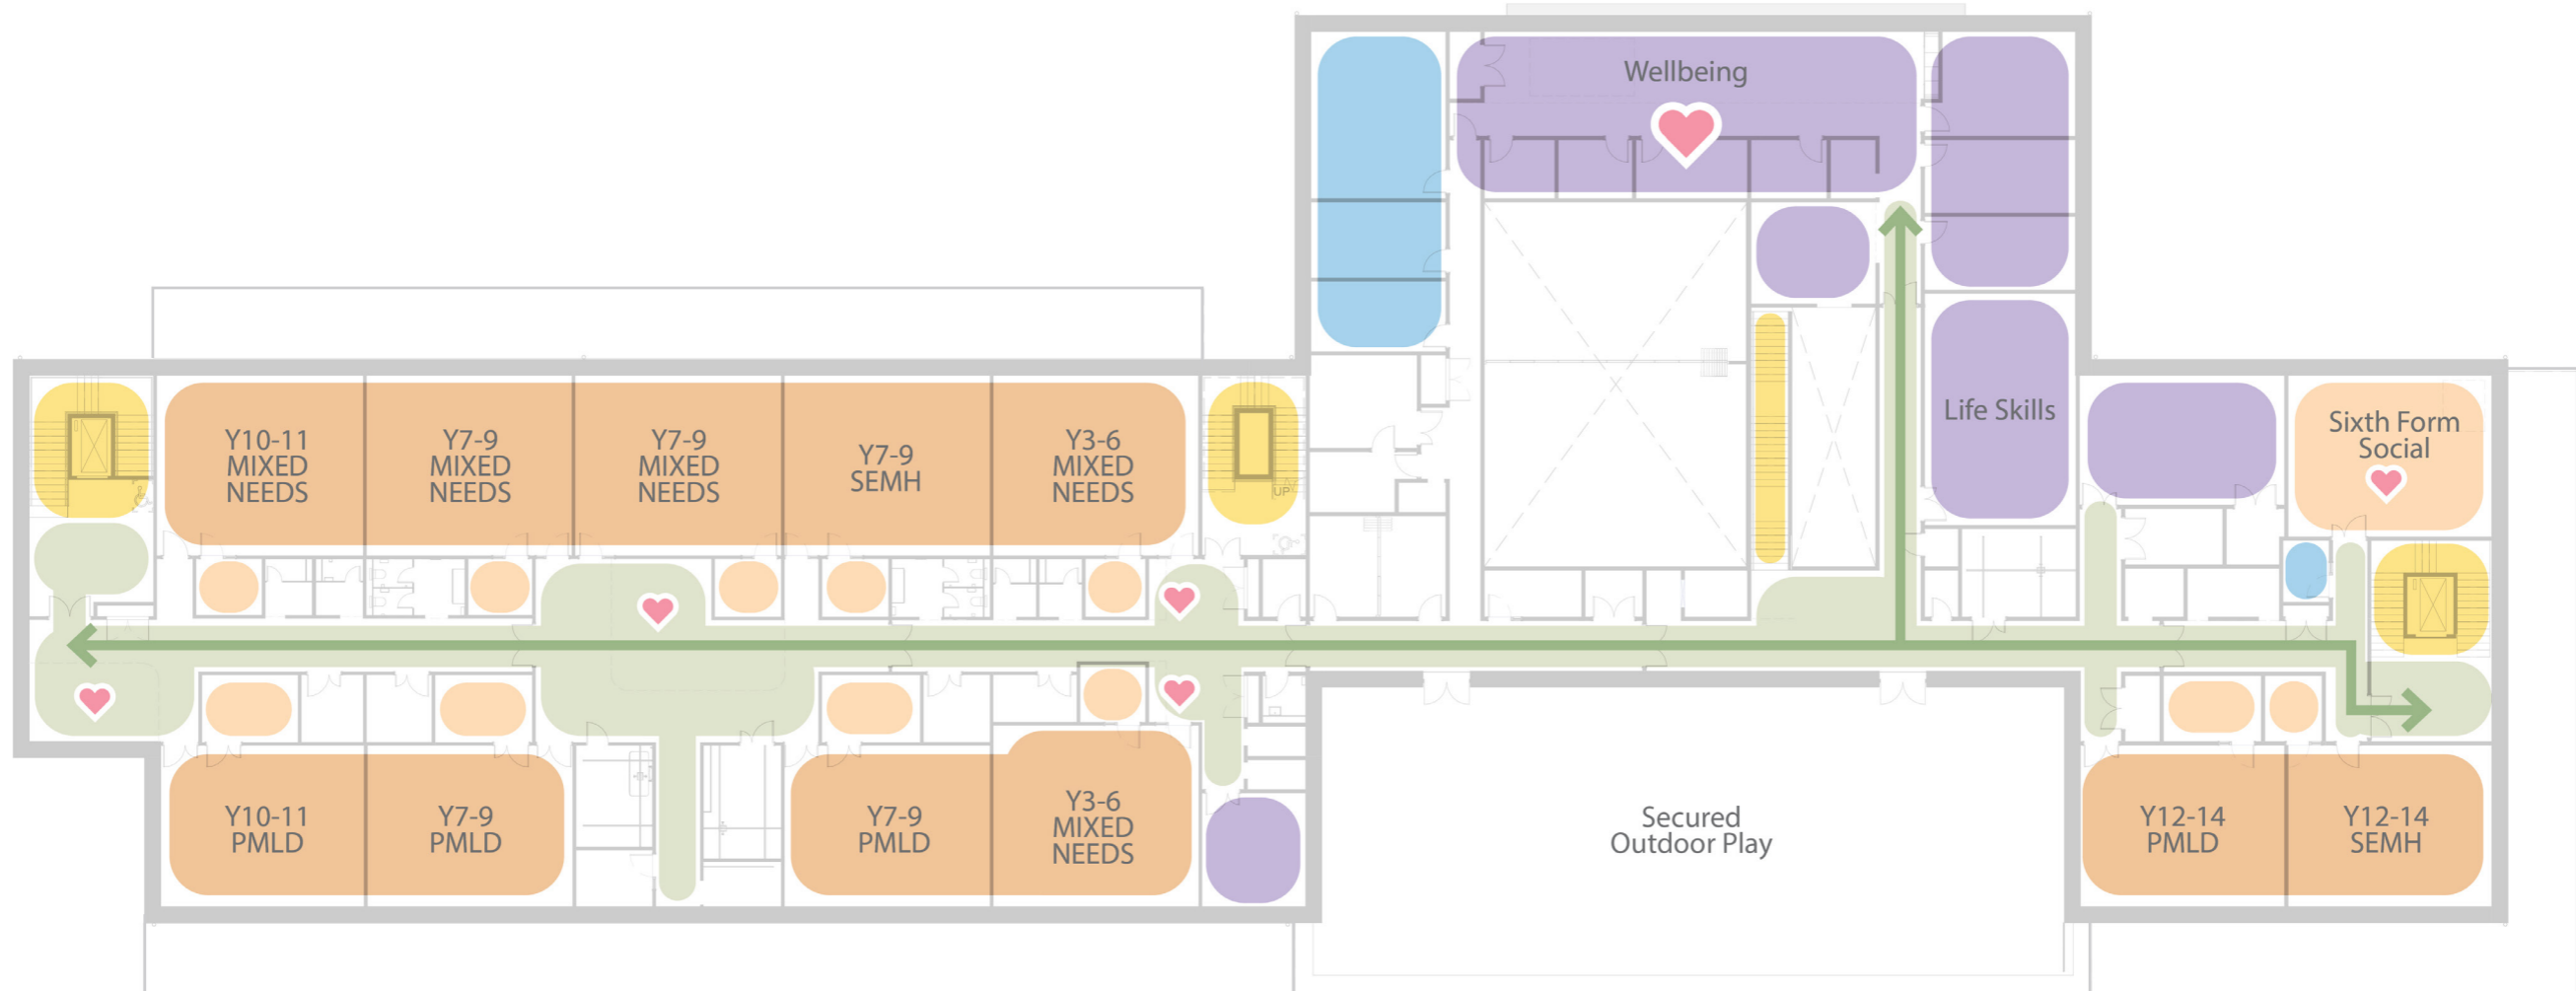 Wellbeing
Life Skills
Sixth Form
Social
Y10-11
MIXED
NEEDS
Y7-9
MIXED
NEEDS
Y7-9
MIXED
NEEDS
Y7-9
SEMH
Y3-6
MIXED
NEEDS
UP
Y10-11
PMLD
Y7-9
PMLD
Y7-9
PMLD
Y3-6
MIXED
NEEDS
Secured
Outdoor Play
Y12-14
PMLD
Y12-14
SEMH